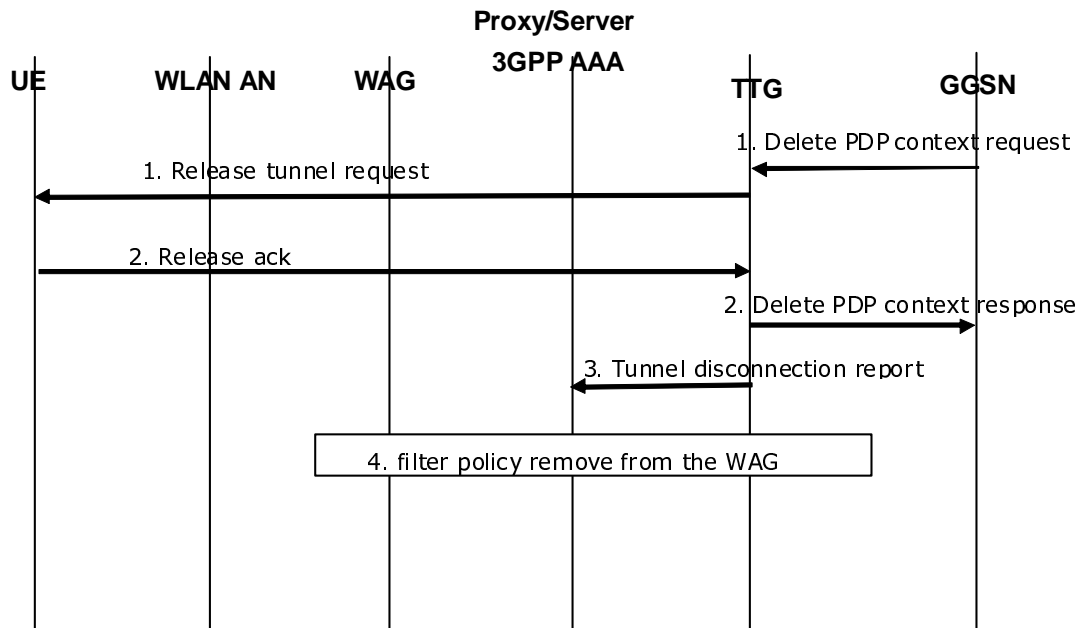 Proxy/Server
3GPP AAA
UE
WLAN AN
WAG
TTG
GGSN
1. Delete PDP context request
1. Release tunnel request
2. Release ack
2. Delete PDP context response
3. Tunnel disconnection report
4. filter policy remove from the WAG